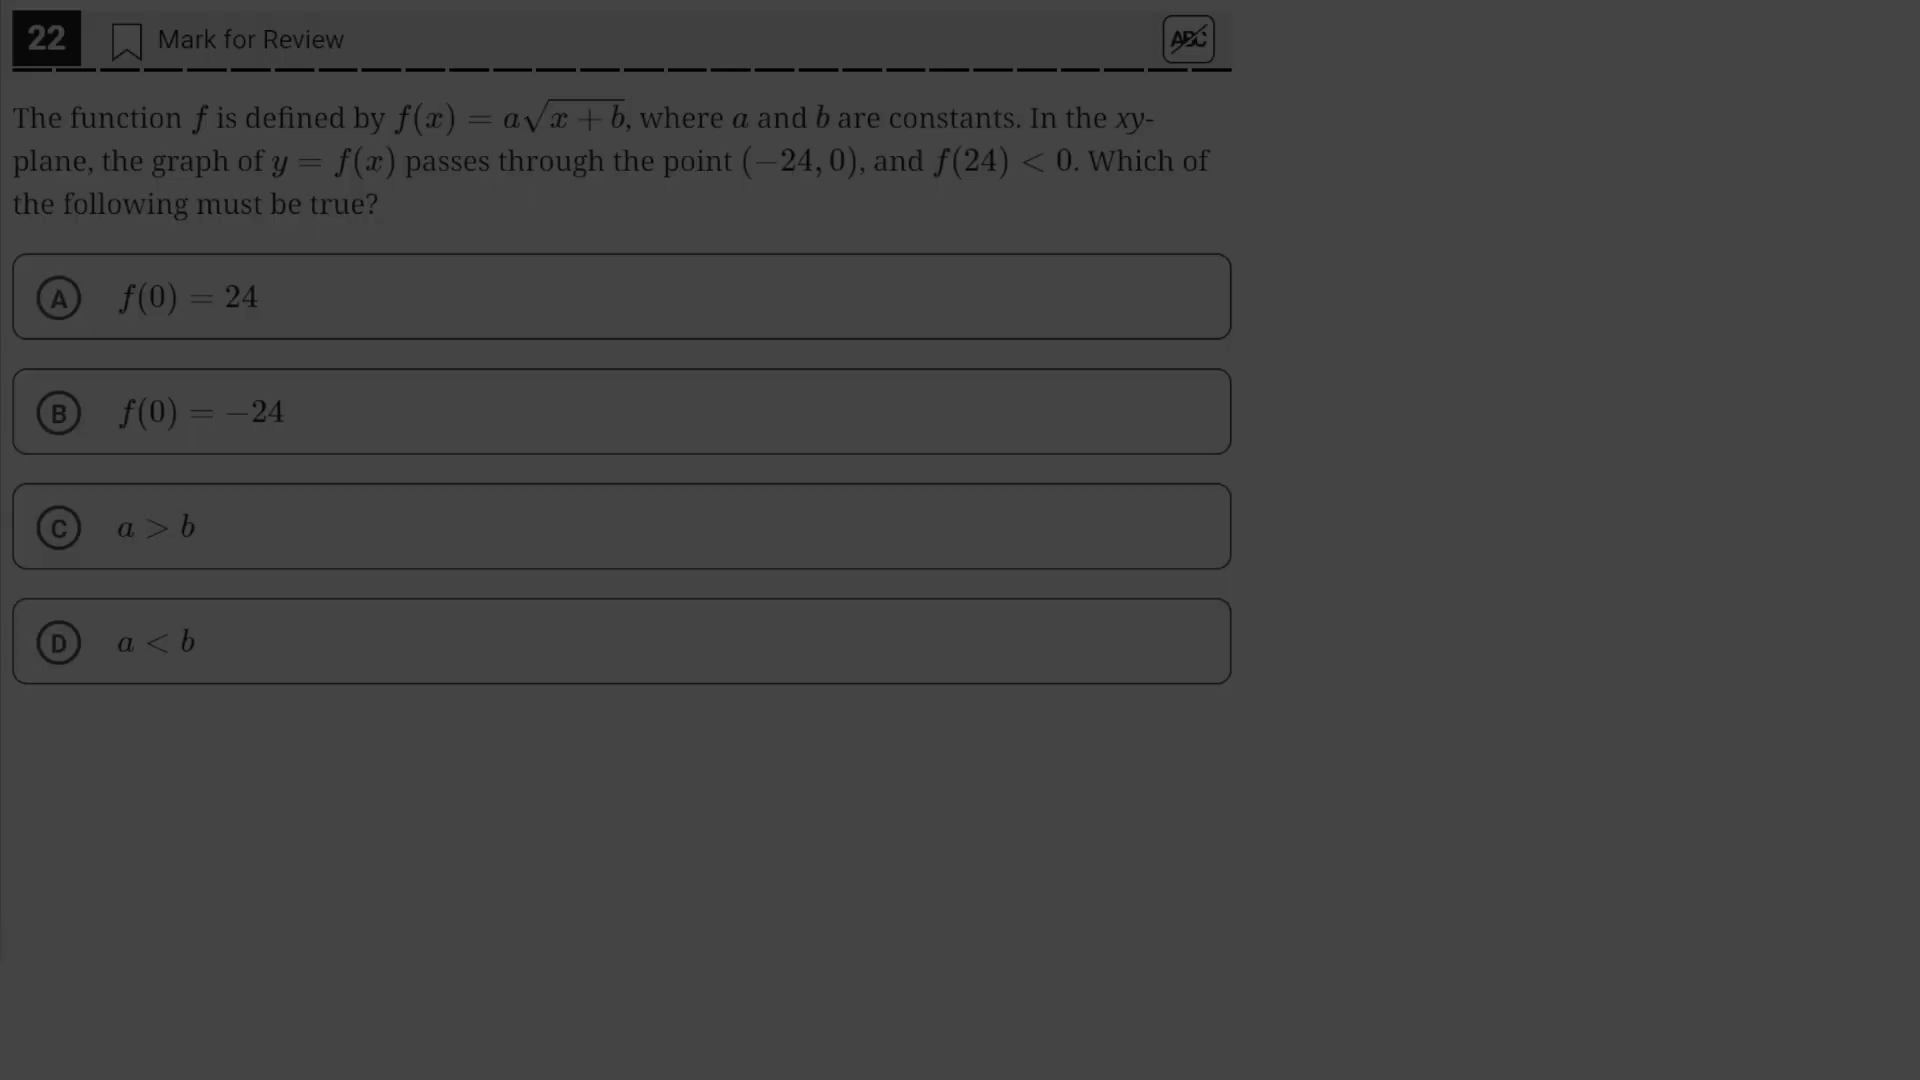 22 Mark for Review ABC
The function f is defined by f(x) = a√(x + b), where a and b are constants. In the xy-
plane, the graph of y = f(x) passes through the point (−24, 0), and f(24) < 0. Which of
the following must be true?
A f(0) = 24
B f(0) = −24
C a > b
D a < b